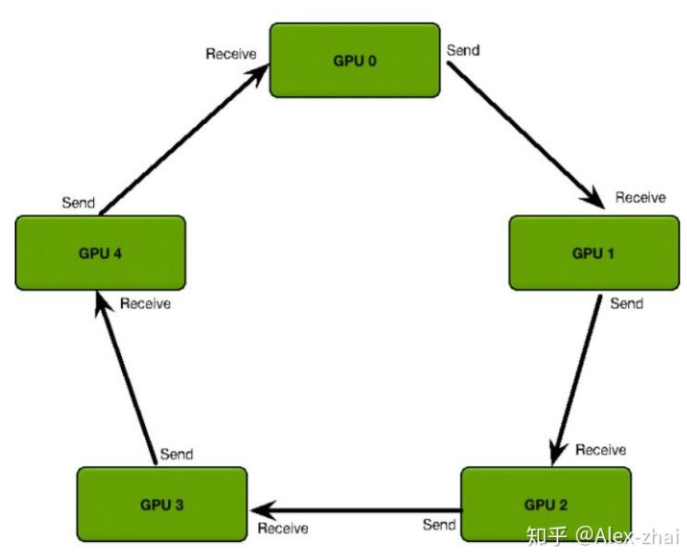 GPU 0
Receive
Send
Send
Receive
GPU 4
GPU 1
Receive
Send
Send
Receive
GPU 3
GPU 2
Receive
Send
知乎 @Alex-zhai